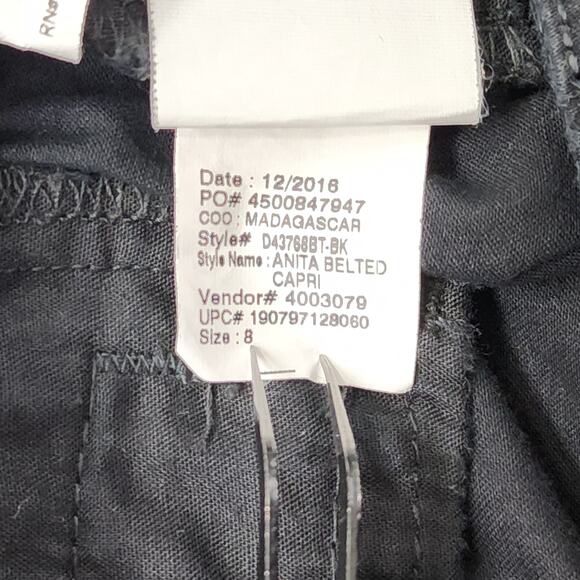 RN#
Date : 12/2016
PO# 4500847947
COO : MADAGASCAR
Style# D43768BT-BK
Style Name : ANITA BELTED
CAPRI
Vendor# 4003079
UPC# 190797128060
Size : 8